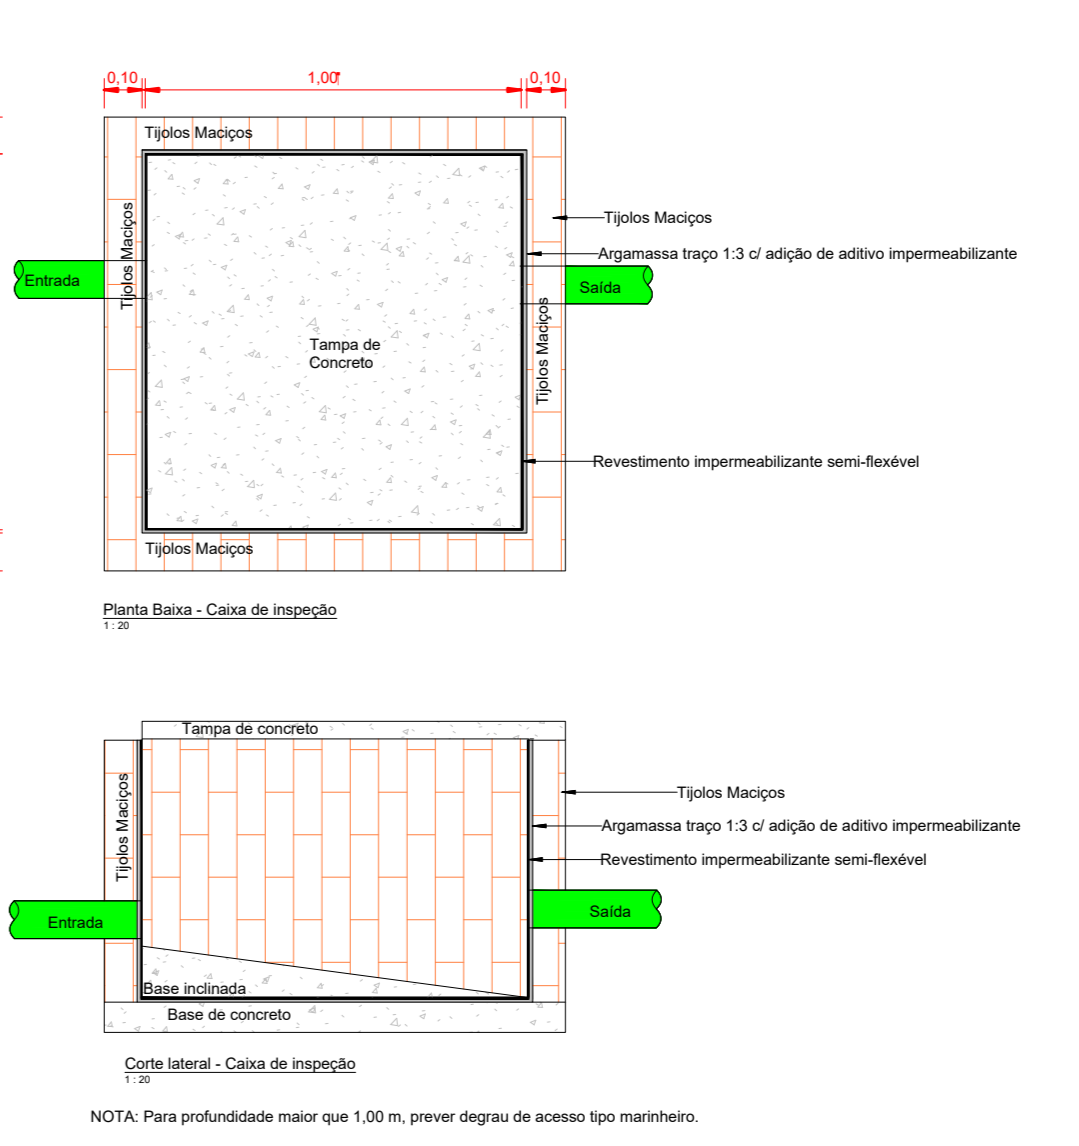 0,10
1,00
0,10
Tijolos Maciços
Tijolos Maciços
Tijolos Maciços
Argamassa traço 1:3 c/ adição de aditivo impermeabilizante
Entrada
Saída
Tijolos Maciços
Tampa de
Concreto
Revestimento impermeabilizante semi-flexével
Tijolos Maciços
Planta Baixa - Caixa de inspeção
1 : 20
Tampa de concreto
Tijolos Maciços
Tijolos Maciços
Argamassa traço 1:3 c/ adição de aditivo impermeabilizante
Revestimento impermeabilizante semi-flexével
Entrada
Saída
Base inclinada
Base de concreto
Corte lateral - Caixa de inspeção
1 : 20
NOTA: Para profundidade maior que 1,00 m, prever degrau de acesso tipo marinheiro.